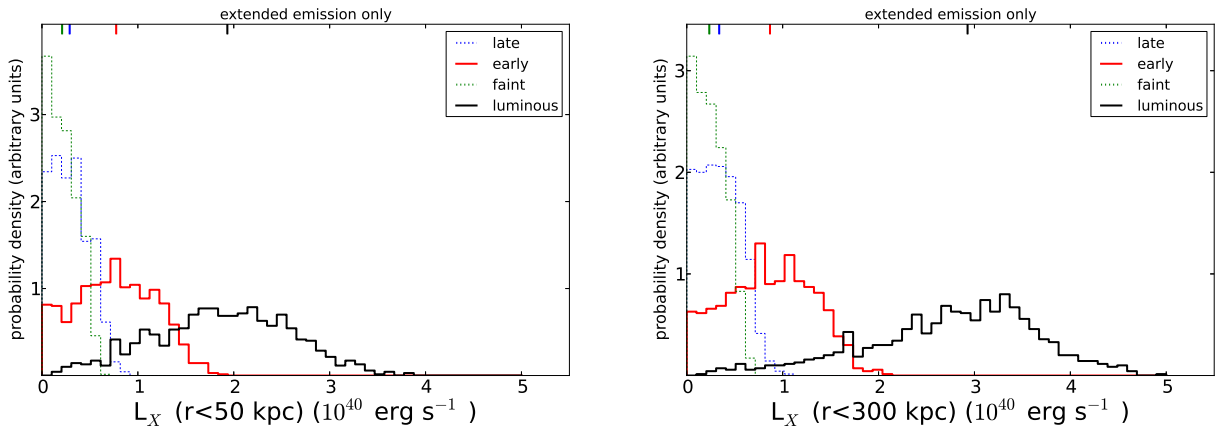 extended emission only
probability density (arbitrary units)
3
2
1
late
early
faint
luminous
0 1 2 3 4 5
L_X (r<50 kpc) (10^40 erg s^−1 )
extended emission only
probability density (arbitrary units)
3
2
1
late
early
faint
luminous
0 1 2 3 4 5
L_X (r<300 kpc) (10^40 erg s^−1 )